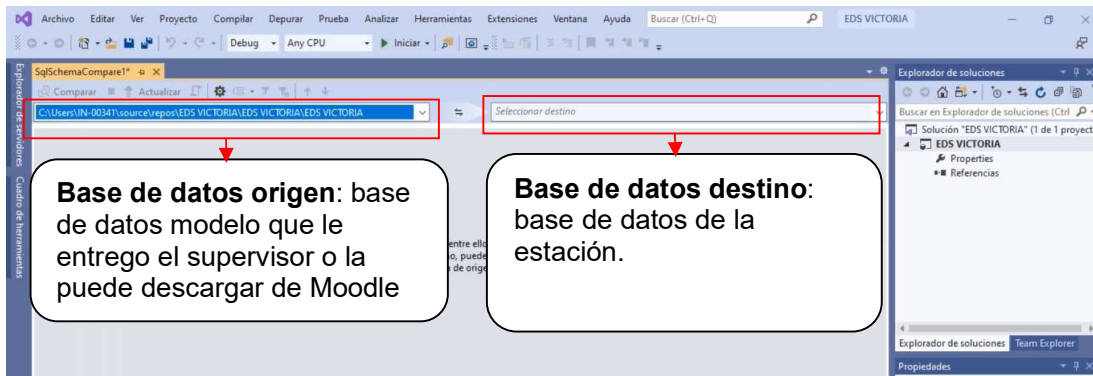 Archivo Editar Ver Proyecto Compilar Depurar Prueba Analizar Herramientas Extensiones Ventana Ayuda Buscar (Ctrl+Q) EDS VICTORIA
Debug Any CPU Iniciar
SqlSchemaCompare1*
Explorador de soluciones
Explorador de servidores
Cuadro de herramientas
Comparar Actualizar
C:\Users\IN-00341\source\repos\EDS VICTORIA\EDS VICTORIA\EDS VICTORIA
Seleccionar destino
Buscar en Explorador de soluciones (Ctrl
Solución "EDS VICTORIA" (1 de 1 proyect
EDS VICTORIA
Properties
Referencias
Base de datos origen: base
de datos modelo que le
entrego el supervisor o la
puede descargar de Moodle
entre ello
o, puede
de orige
Base de datos destino:
base de datos de la
estación.
Explorador de soluciones Team Explorer
Propiedades